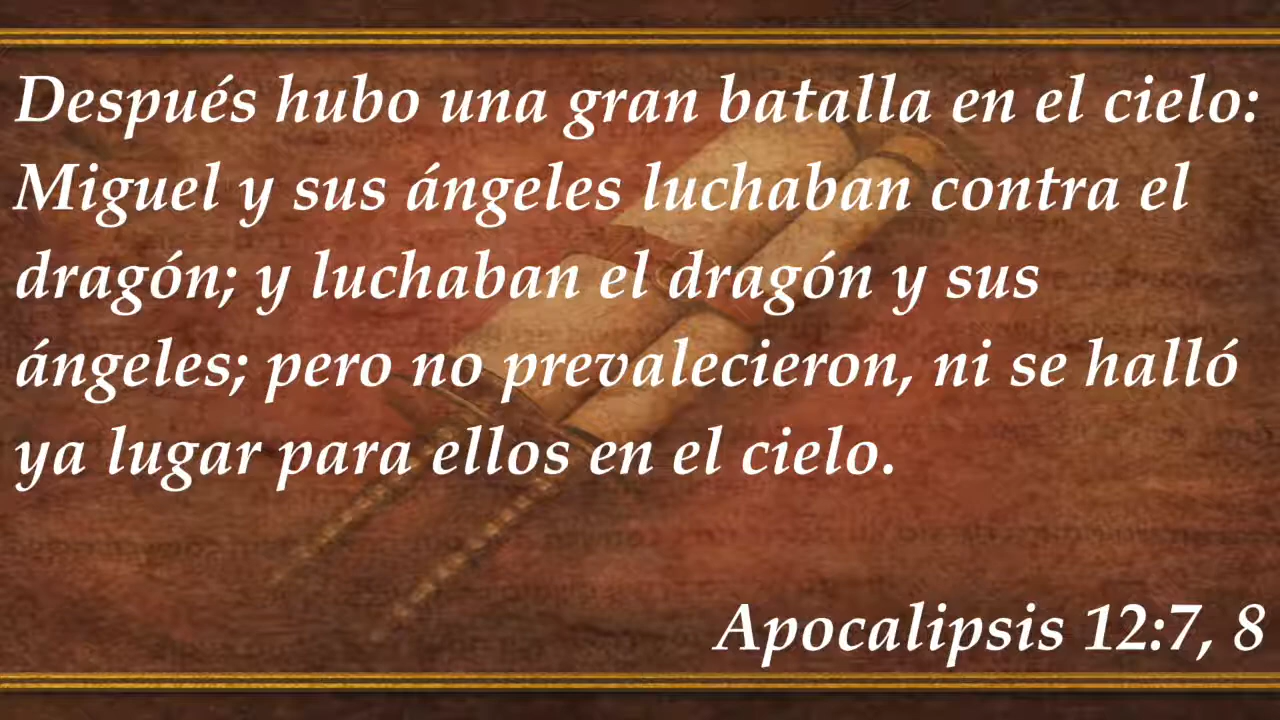 Después hubo una gran batalla en el cielo:
Miguel y sus ángeles luchaban contra el
dragón; y luchaban el dragón y sus
ángeles; pero no prevalecieron, ni se halló
ya lugar para ellos en el cielo.
Apocalipsis 12:7, 8